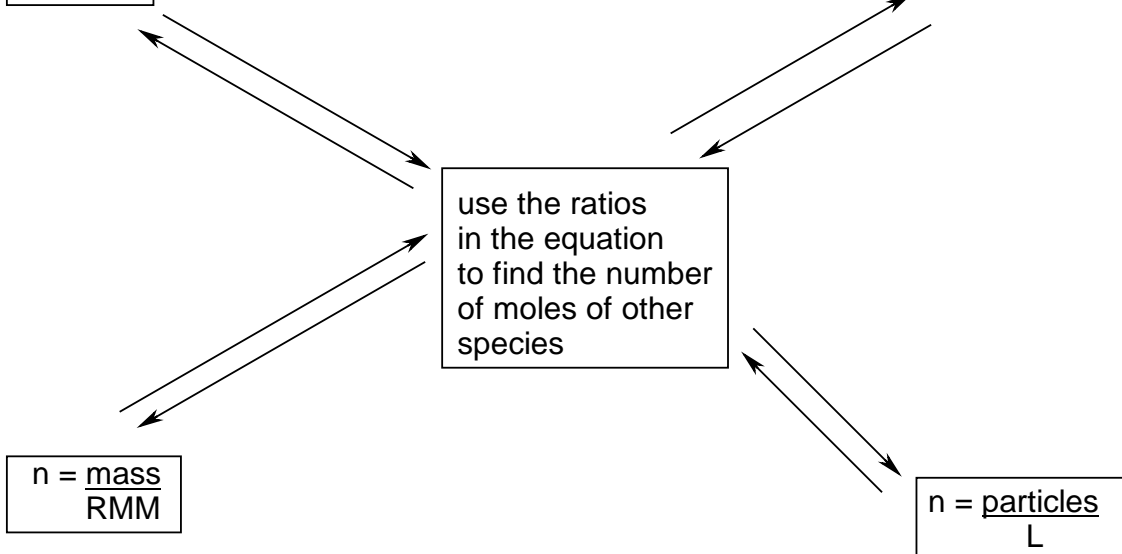 use the ratios
in the equation
to find the number
of moles of other
species
n = mass
RMM
n = particles
L